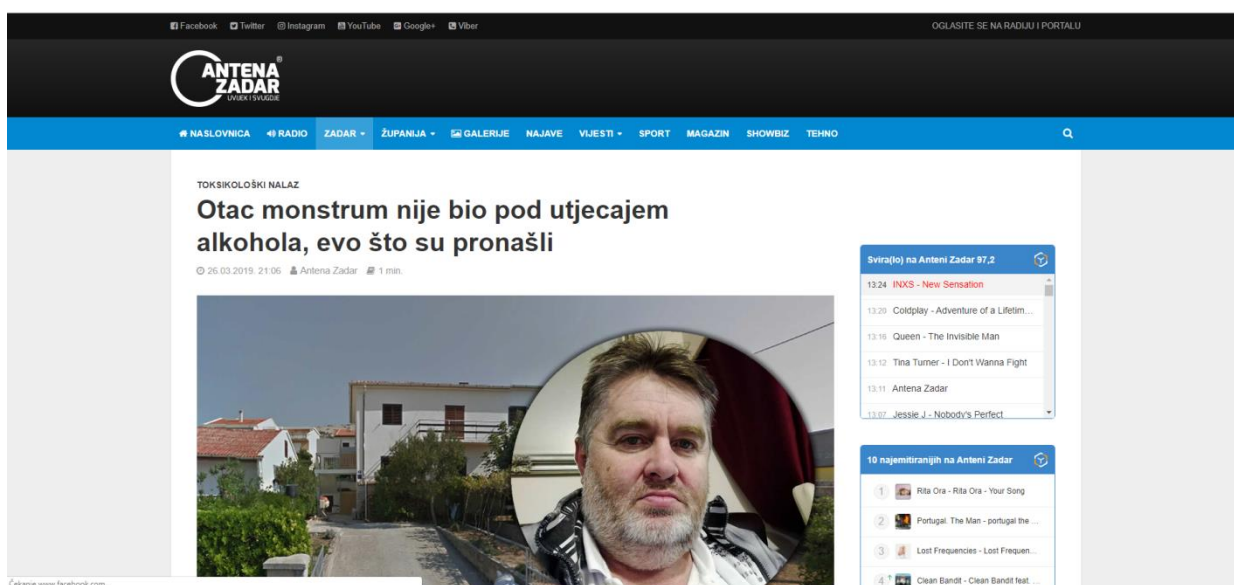 Facebook Twitter Instagram YouTube Google+ Viber OGLASITE SE NA RADIJU I PORTALU
ANTENA
ZADAR
UVIJEK I SVUGDJE
NASLOVNICA RADIO ZADAR ŽUPANIJA GALERIJE NAJAVE VIJESTI SPORT MAGAZIN SHOWBIZ TEHNO
TOKSIKOLOŠKI NALAZ
Otac monstrum nije bio pod utjecajem
alkohola, evo što su pronašli
26.03.2019. 21:06 Antena Zadar 1 min.
Svira(lo) na Anteni Zadar 97,2
13:24 INXS - New Sensation
13:20 Coldplay - Adventure of a Lifetim...
13:16 Queen - The Invisible Man
13:12 Tina Turner - I Don't Wanna Fight
13:11 Antena Zadar
13:07 Jessie J - Nobody's Perfect
10 najemitiranijih na Anteni Zadar
1 Rita Ora - Rita Ora - Your Song
2 Portugal. The Man - portugal the ...
3 Lost Frequencies - Lost Frequen...
4 Clean Bandit - Clean Bandit feat. ...
Čekanje www.facebook.com